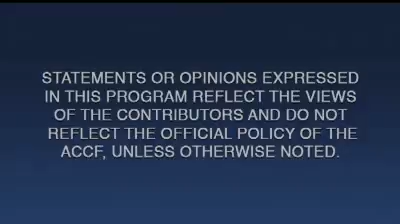 STATEMENTS OR OPINIONS EXPRESSED
IN THIS PROGRAM REFLECT THE VIEWS
OF THE CONTRIBUTORS AND DO NOT
REFLECT THE OFFICIAL POLICY OF THE
ACCF, UNLESS OTHERWISE NOTED.